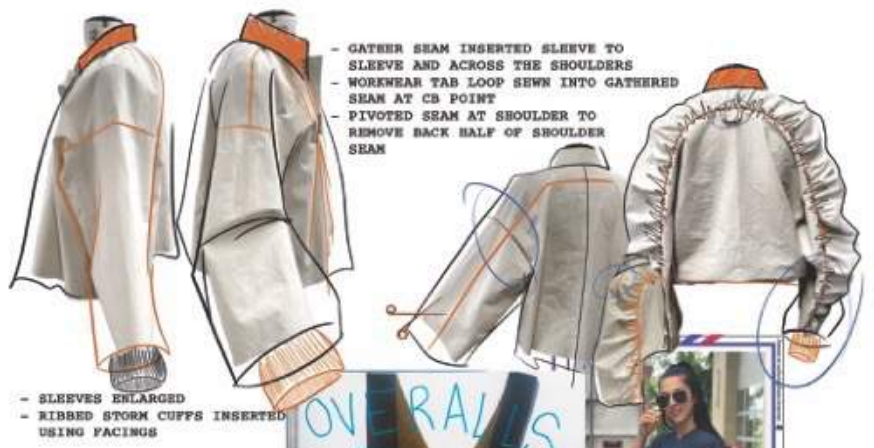 - GATHER SEAM INSERTED SLEEVE TO
SLEEVE AND ACROSS THE SHOULDERS
- WORKWEAR TAB LOOP SEWN INTO GATHERED
SEAM AT CB POINT
- PIVOTED SEAM AT SHOULDER TO
REMOVE BACK HALF OF SHOULDER
SEAM
- SLEEVES ENLARGED
- RIBBED STORM CUFFS INSERTED
USING FACINGS
OVERALLS